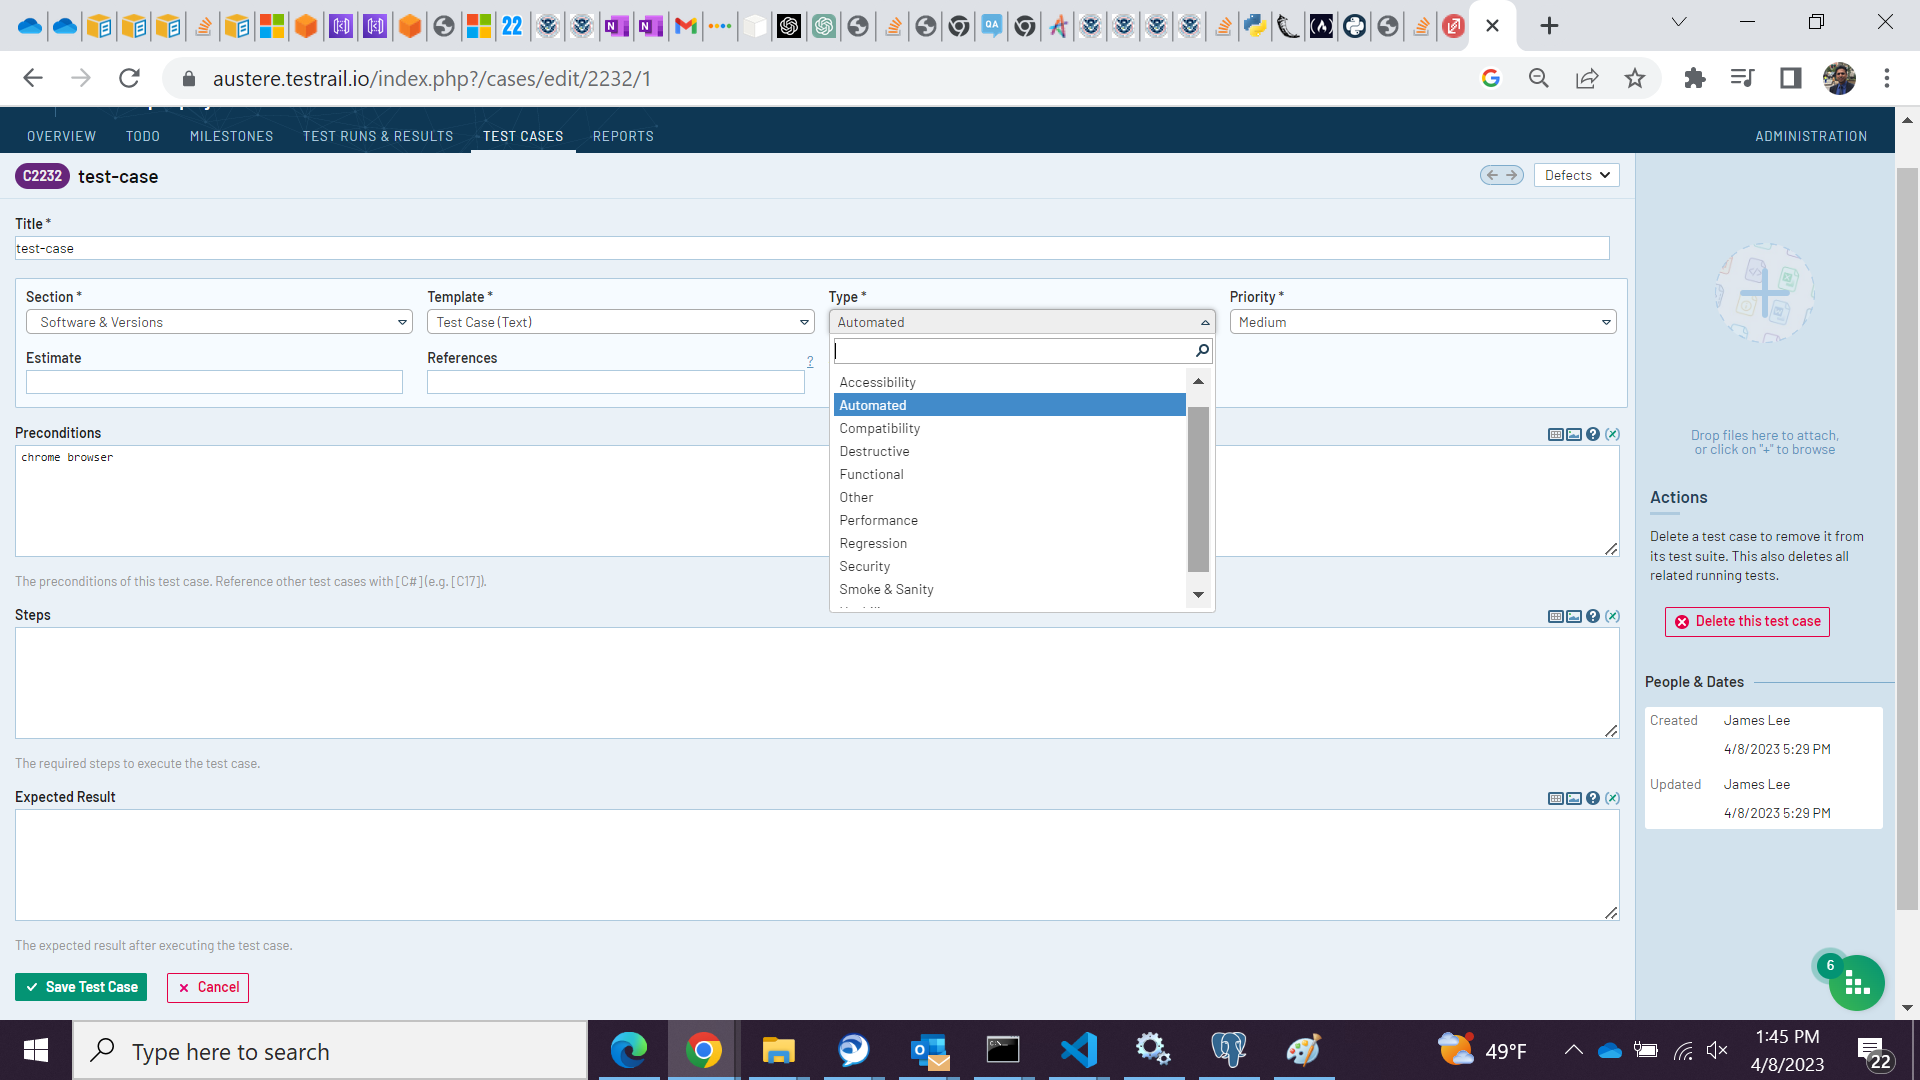 22
QA
austere.testrail.io/index.php?/cases/edit/2232/1
OVERVIEW TODO MILESTONES TEST RUNS & RESULTS TEST CASES REPORTS ADMINISTRATION
C2232 test-case Defects
Title *
test-case
Section * Template * Type * Priority *
Software & Versions Test Case (Text) Automated Medium
Estimate References ?
Accessibility
Automated
Compatibility
Destructive
Functional
Other
Performance
Regression
Security
Smoke & Sanity
Preconditions
chrome browser
The preconditions of this test case. Reference other test cases with [C#] (e.g. [C17]).
Steps
The required steps to execute the test case.
Expected Result
The expected result after executing the test case.
Save Test Case Cancel
Drop files here to attach,
or click on "+" to browse
Actions
Delete a test case to remove it from
its test suite. This also deletes all
related running tests.
Delete this test case
People & Dates
Created James Lee
4/8/2023 5:29 PM
Updated James Lee
4/8/2023 5:29 PM
6
Type here to search
49°F
1:45 PM
4/8/2023
22